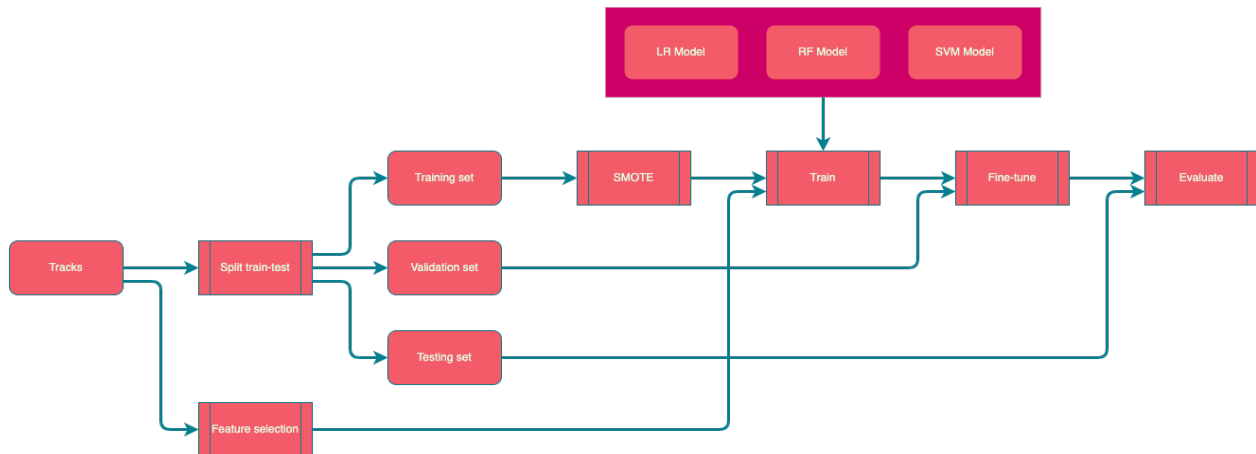 LR Model
RF Model
SVM Model
Training set
SMOTE
Train
Fine-tune
Evaluate
Tracks
Split train-test
Validation set
Testing set
Feature selection